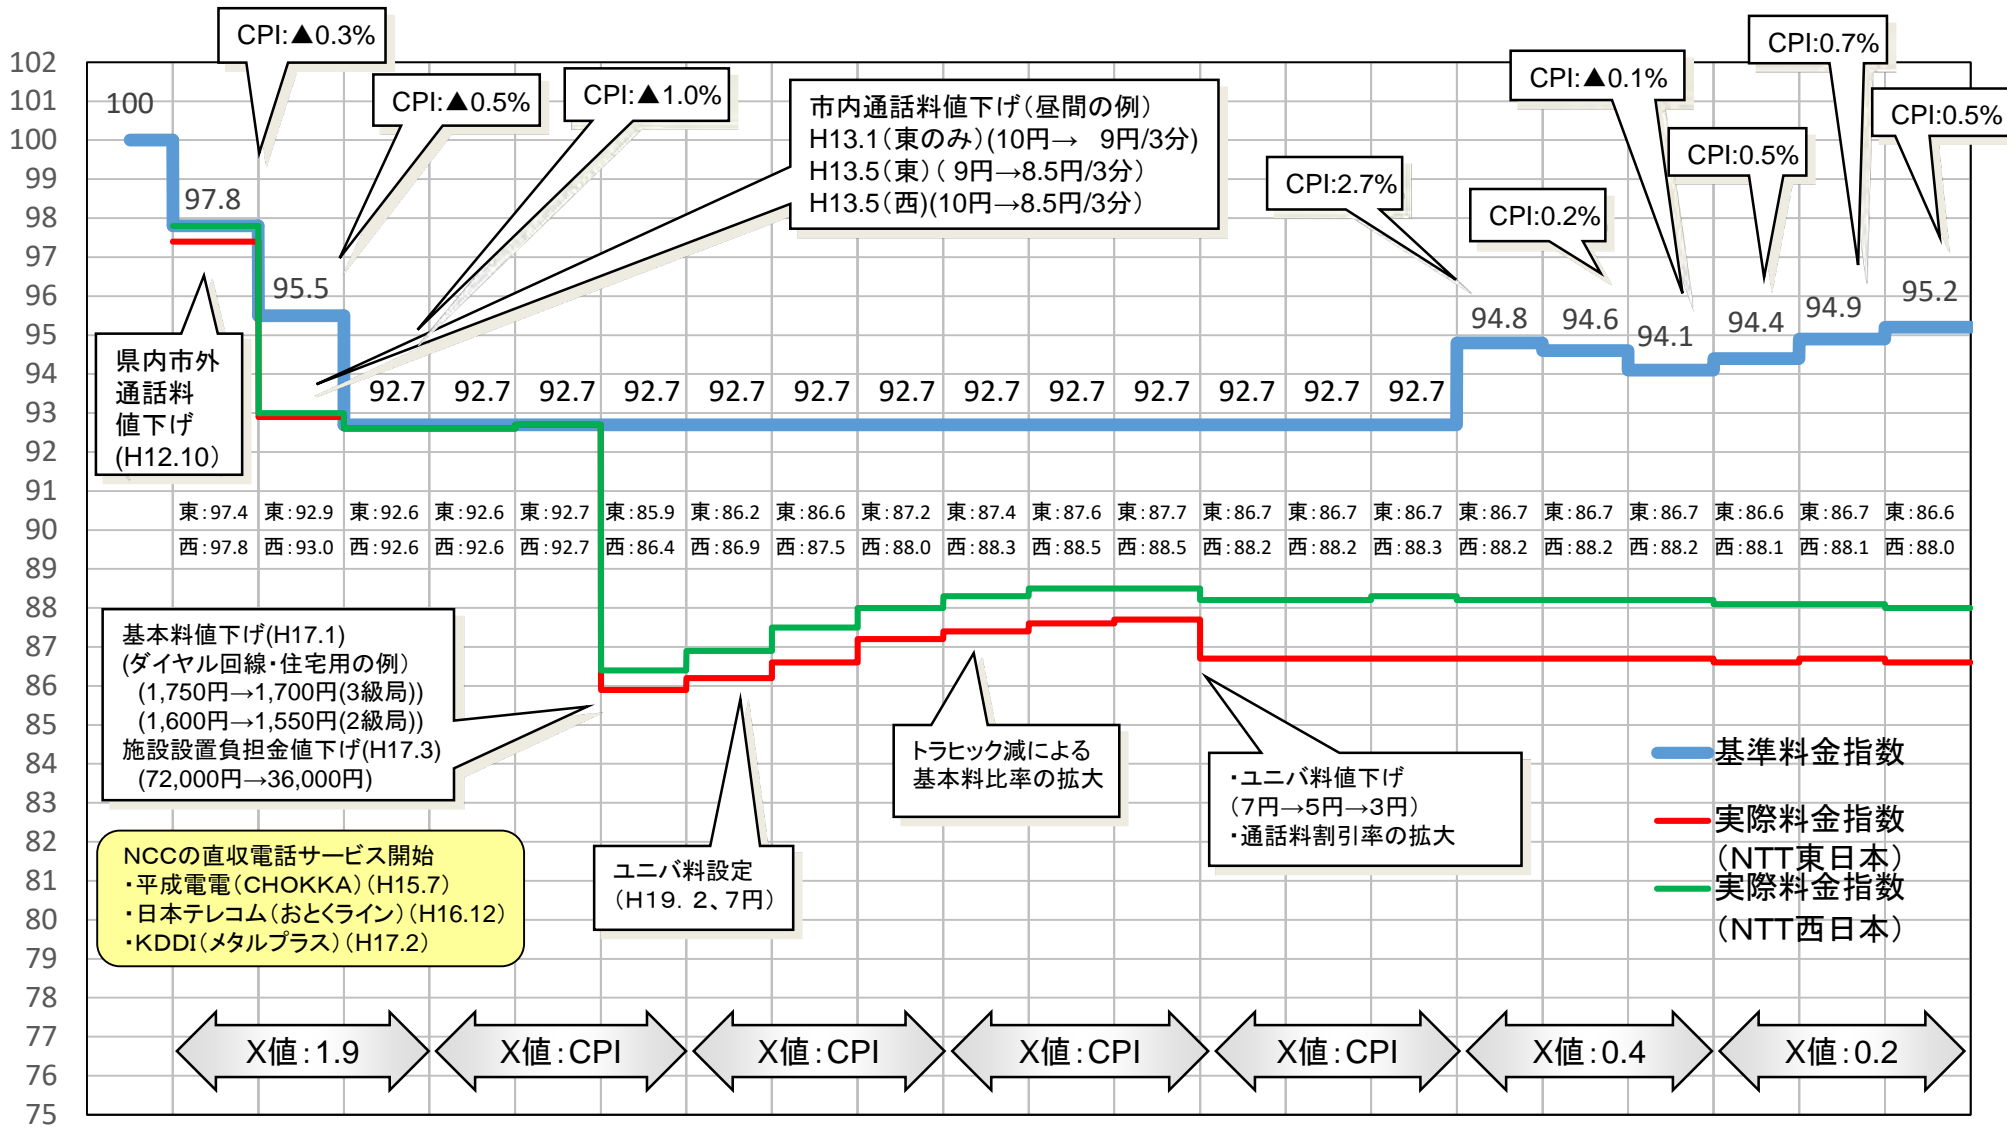 CPI:▲0.3%
CPI:▲0.5%
CPI:▲1.0%
市内通話料値下げ（昼間の例）
H13.1（東のみ）(10円→　9円/3分)
H13.5（東）（ 9円→8.5円/3分）
H13.5（西)(10円→8.5円/3分）
CPI:2.7%
CPI:0.2%
CPI:▲0.1%
CPI:0.5%
CPI:0.7%
CPI:0.5%
102
101
100
99
98
97
96
95
94
93
92
91
90
89
88
87
86
85
84
83
82
81
80
79
78
77
76
75
100
97.8
95.5
92.7
92.7
92.7
92.7
92.7
92.7
92.7
92.7
92.7
92.7
92.7
92.7
92.7
94.8
94.6
94.1
94.4
94.9
95.2
県内市外
通話料
値下げ
(H12.10）
東：97.4 東：92.9 東：92.6 東：92.6 東：92.7 東：85.9 東：86.2 東：86.6 東：87.2 東：87.4 東：87.6 東：87.7 東：86.7 東：86.7 東：86.7 東：86.7 東：86.7 東：86.7 東：86.6 東：86.7 東：86.6
西：97.8 西：93.0 西：92.6 西：92.6 西：92.7 西：86.4 西：86.9 西：87.5 西：88.0 西：88.3 西：88.5 西：88.5 西：88.2 西：88.2 西：88.3 西：88.2 西：88.2 西：88.2 西：88.1 西：88.1 西：88.0
基本料値下げ(H17.1)
(ダイヤル回線・住宅用の例）
(1,750円→1,700円(3級局))
(1,600円→1,550円(2級局))
施設設置負担金値下げ(H17.3)
(72,000円→36,000円)
NCCの直収電話サービス開始
・平成電電（CHOKKA）（H15.7）
・日本テレコム（おとくライン）（H16.12）
・KDDI（メタルプラス）（H17.2）
ユニバ料設定
（H19．2、7円）
トラヒック減による
基本料比率の拡大
・ユニバ料値下げ
（7円→5円→3円）
・通話料割引率の拡大
基準料金指数
実際料金指数
（NTT東日本）
実際料金指数
（NTT西日本）
X値：1.9
X値：CPI
X値：CPI
X値：CPI
X値：CPI
X値：0.4
X値：0.2